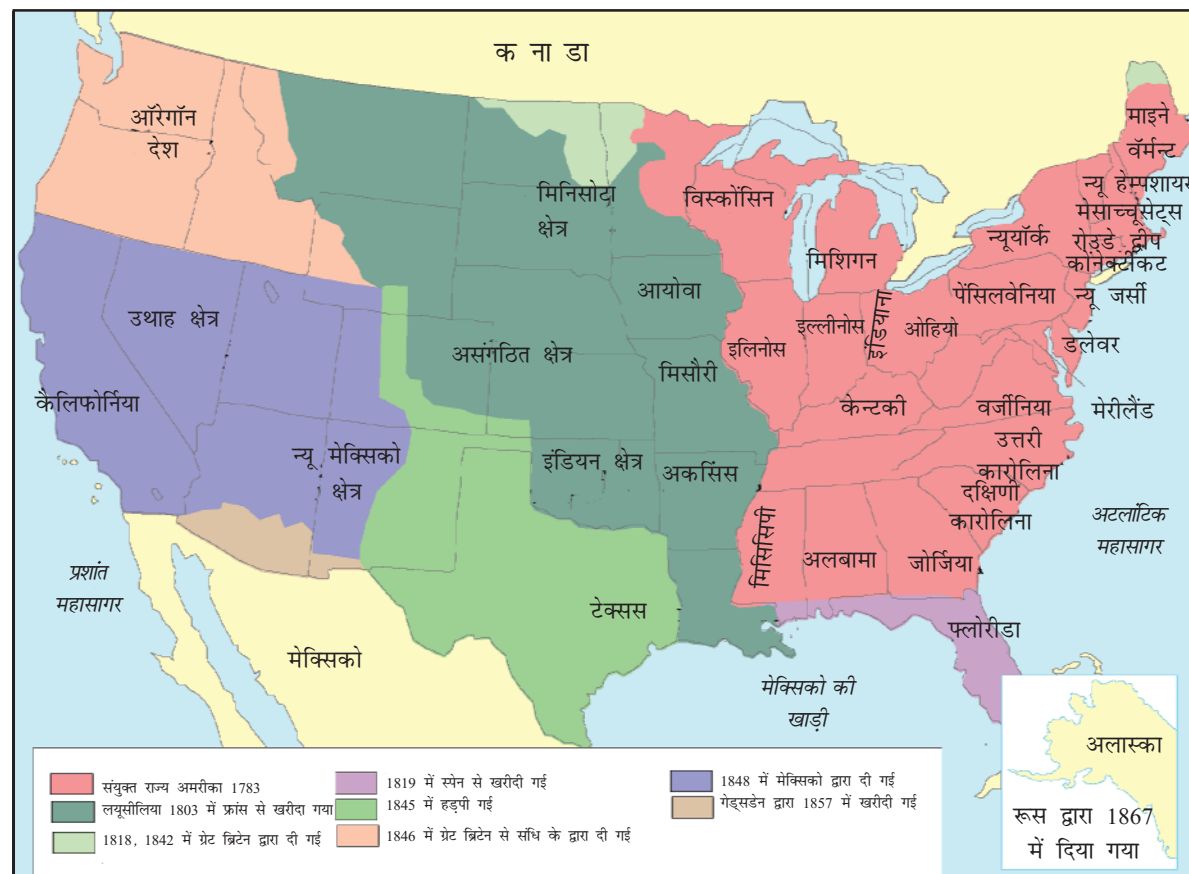 क ना डा
ऑरेगॉन
देश
माइने
वॅर्मन्ट
न्यू हेम्पशायर
मेसाच्चूसेट्स
मिनिसोटा
क्षेत्र
विस्कोंसिन
न्यूयॉर्क
रोउडे द्वीप
कोनेक्टीकट
मिशिगन
आयोवा
पेंसिलवेनिया
न्यू जर्सी
उथाह क्षेत्र
इल्लीनोस
इंडियाना
ओहियो
असंगठित क्षेत्र
इलिनोस
डेलेवर
मिसौरी
कैलिफोर्निया
केन्टकी
वर्जीनिया
मेरीलैंड
उत्तरी
कारोलिना
न्यू मेक्सिको
क्षेत्र
इंडियन क्षेत्र
अकसिंस
दक्षिणी
कारोलिना
अटलांटिक
महासागर
मिसिसिपी
अलबामा
जोर्जिया
प्रशांत
महासागर
टेक्सस
फ्लोरीडा
मेक्सिको
मेक्सिको की
खाड़ी
अलास्का
रूस द्वारा 1867
में दिया गया
संयुक्त राज्य अमरीका 1783
लयूसीलिया 1803 में फ्रांस से खरीदा गया
1818, 1842 में ग्रेट ब्रिटेन द्वारा दी गई
1819 में स्पेन से खरीदी गई
1845 में हड़पी गई
1846 में ग्रेट ब्रिटेन से संधि के द्वारा दी गई
1848 में मेक्सिको द्वारा दी गई
गेड्सडेन द्वारा 1857 में खरीदी गई